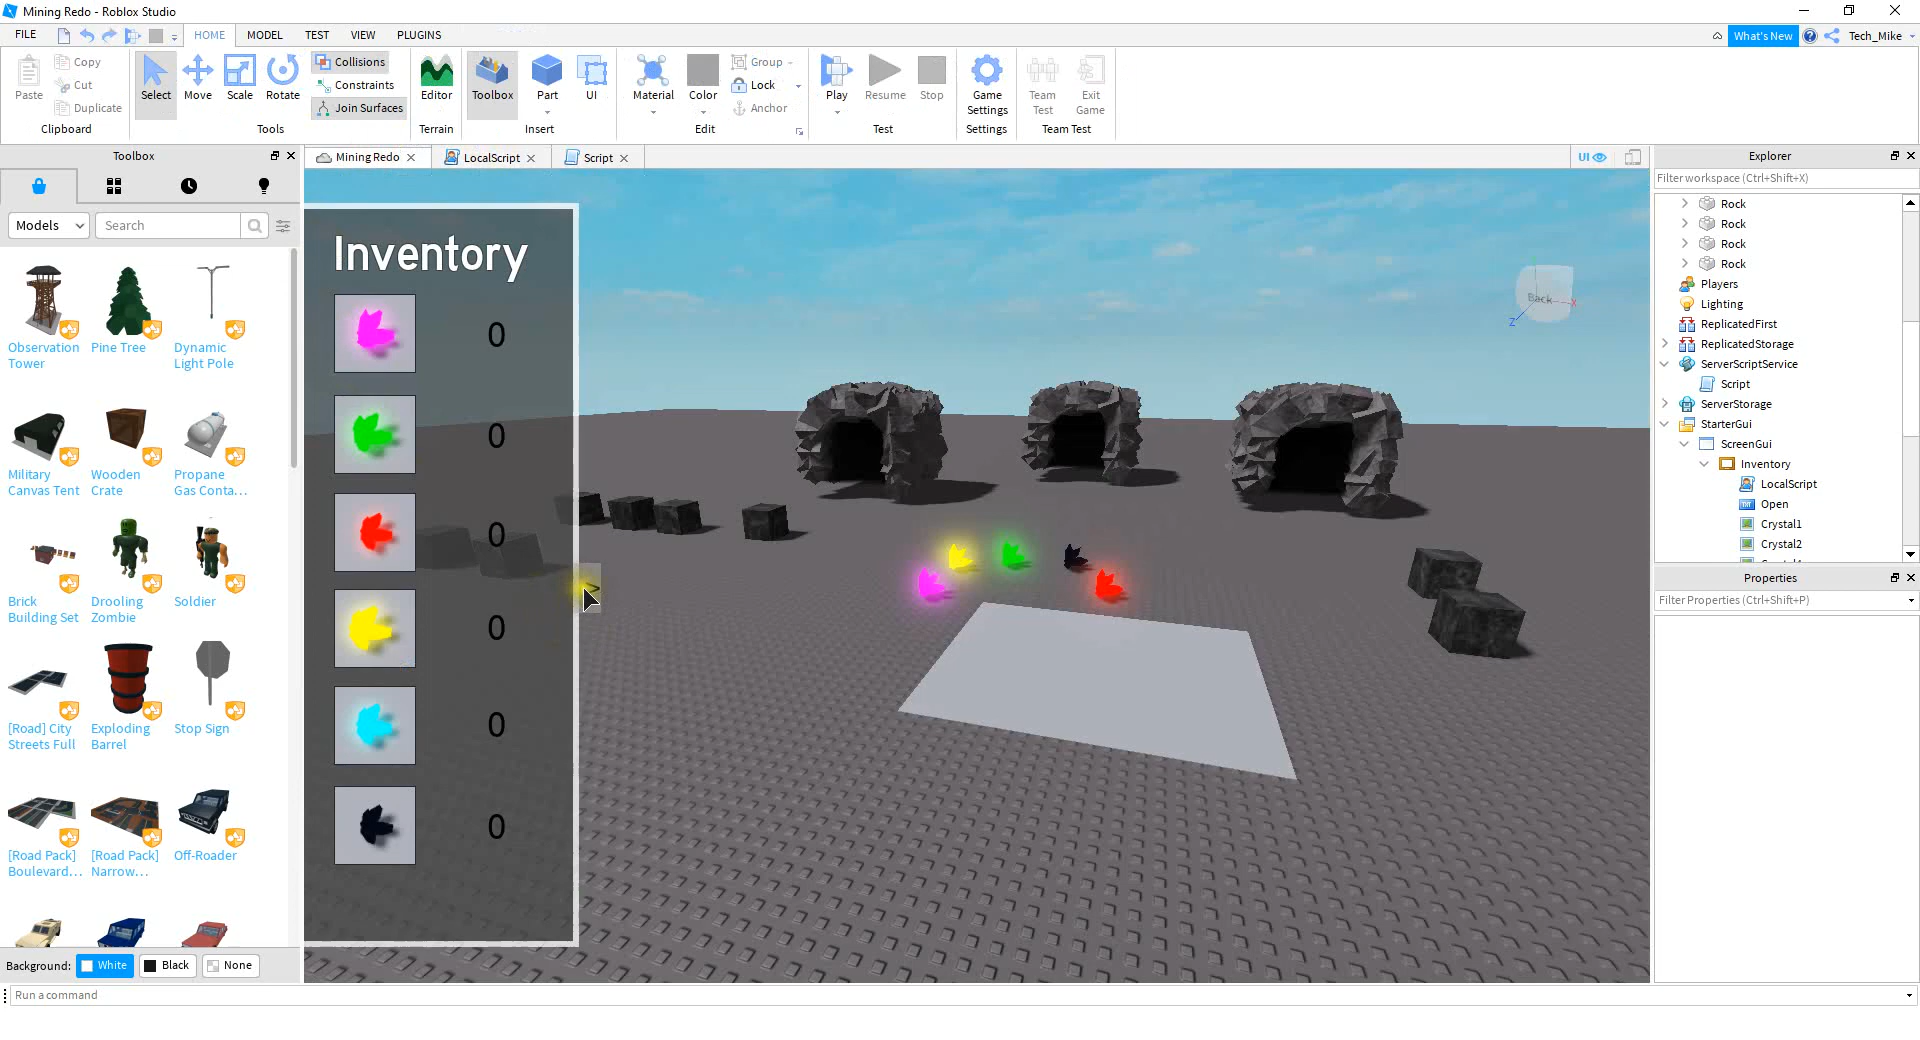 Mining Redo - Roblox Studio
FILE HOME MODEL TEST VIEW PLUGINS What's New Tech_Mike
Paste Copy Cut Duplicate Clipboard
Select Move Scale Rotate Collisions Constraints Join Surfaces Tools
Editor Terrain
Toolbox Part UI Insert
Material Color Group Lock Anchor Edit
Play Resume Stop Test
Game Settings Settings
Team Test Exit Game Team Test
Toolbox
Models Search
Observation Tower
Pine Tree
Dynamic Light Pole
Military Canvas Tent
Wooden Crate
Propane Gas Conta...
Brick Building Set
Drooling Zombie
Soldier
[Road] City Streets Full
Exploding Barrel
Stop Sign
[Road Pack] Boulevard...
[Road Pack] Narrow...
Off-Roader
Background: White Black None
Mining Redo LocalScript Script UI
Inventory
0
0
0
0
0
0
>
Back
X
Z
Explorer
Filter workspace (Ctrl+Shift+X)
Rock
Rock
Rock
Rock
Players
Lighting
ReplicatedFirst
ReplicatedStorage
ServerScriptService
Script
ServerStorage
StarterGui
ScreenGui
Inventory
LocalScript
Open
Crystal1
Crystal2
Properties
Filter Properties (Ctrl+Shift+P)
Run a command